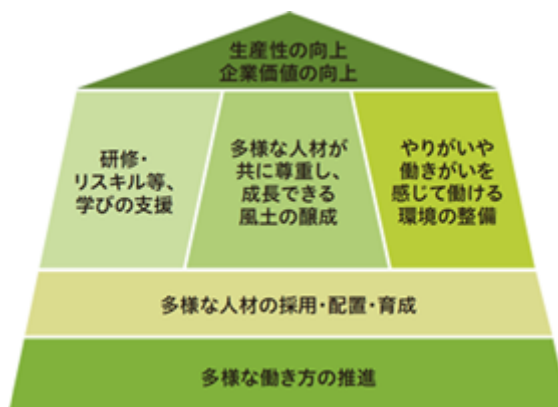 生産性の向上
企業価値の向上
研修・
リスキル等、
学びの支援
多様な人材が
共に尊重し、
成長できる
風土の醸成
やりがいや
働きがいを
感じて働ける
環境の整備
多様な人材の採用・配置・育成
多様な働き方の推進